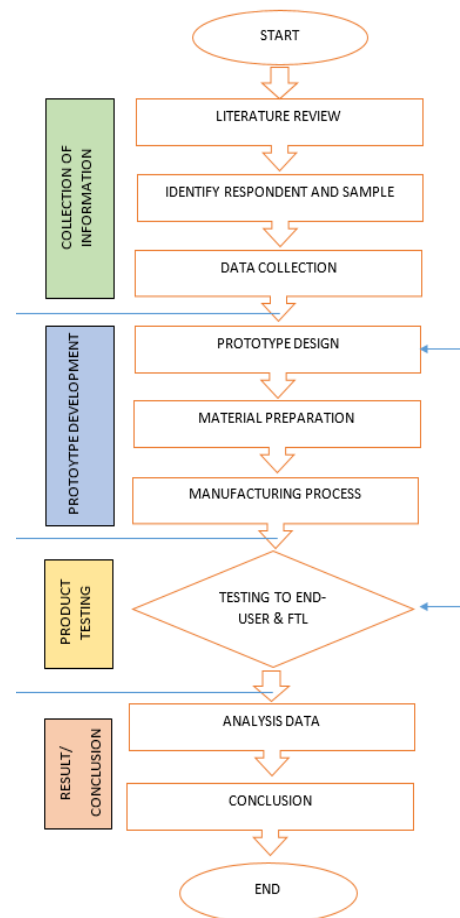 START
COLLECTION OF
INFORMATION
LITERATURE REVIEW
IDENTIFY RESPONDENT AND SAMPLE
DATA COLLECTION
PROTOYTPE DEVELOPMENT
PROTOTYPE DESIGN
MATERIAL PREPARATION
MANUFACTURING PROCESS
PRODUCT
TESTING
TESTING TO END-
USER & FTL
RESULT/
CONCLUSION
ANALYSIS DATA
CONCLUSION
END